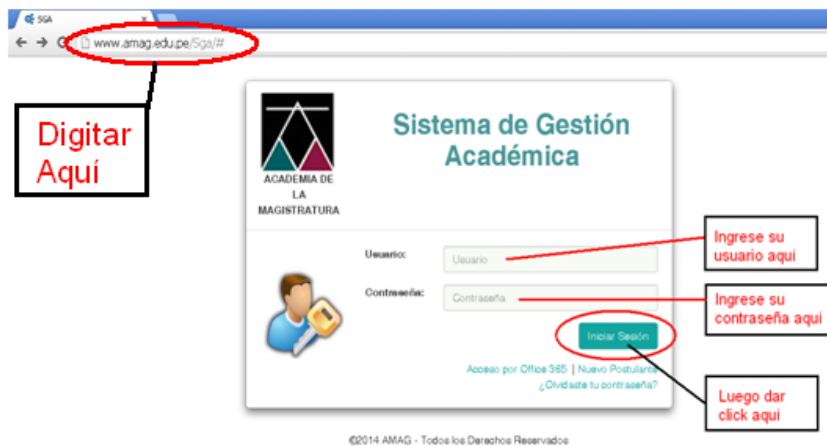 SGA
www.amag.edu.pe/Sga/#
Digitar
Aquí
ACADEMIA DE
LA
MAGISTRATURA
Sistema de Gestión
Académica
Usuario:
Usuario
Ingrese su
usuario aqui
Contraseña:
Contraseña
Ingrese su
contraseña aqui
Iniciar Sesión
Acceso por Office 365 | Nuevo Postulante
¿Olvidaste tu contraseña?
Luego dar
click aqui
©2014 AMAG - Todos los Derechos Reservados